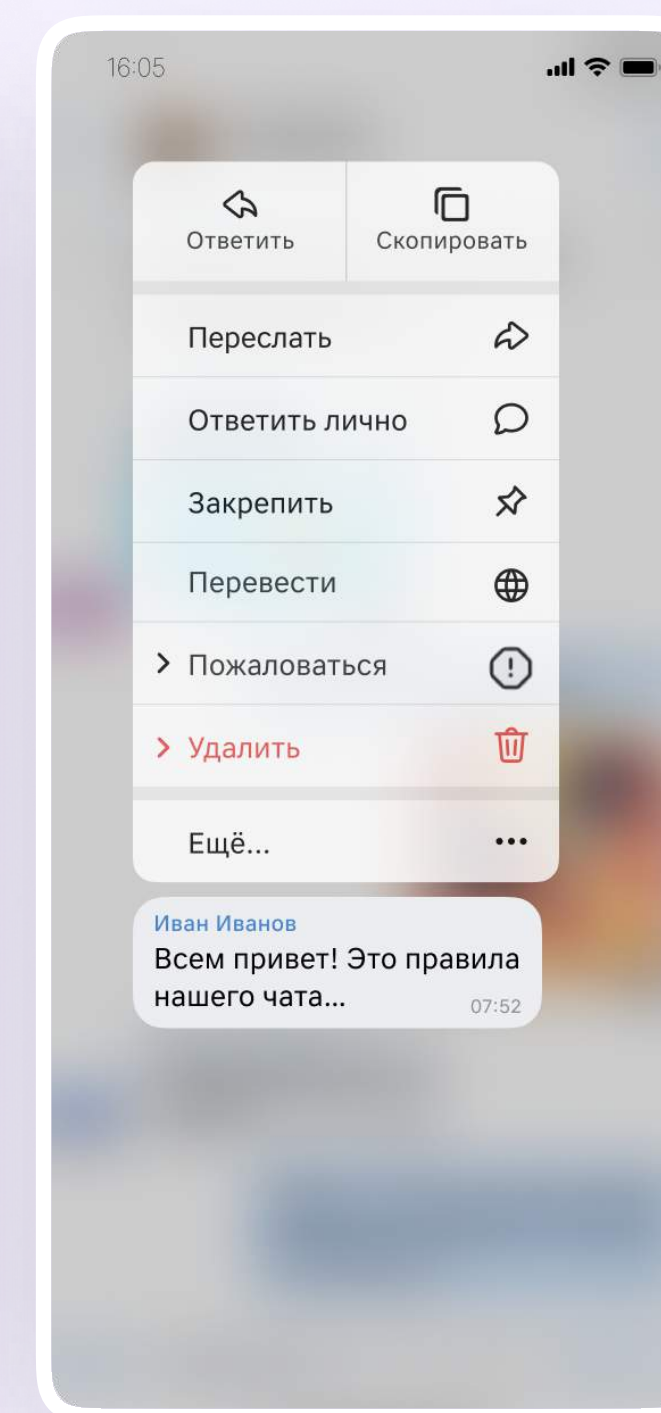 16:05
Ответить
Скопировать
Переслать
Ответить лично
Закрепить
Перевести
Пожаловаться
Удалить
Ещё...
Иван Иванов
Всем привет! Это правила
нашего чата...
07:52